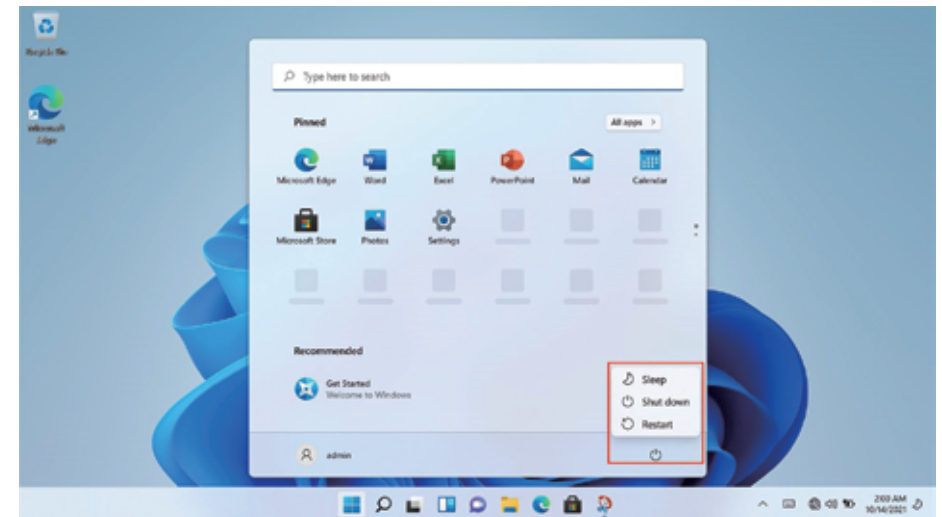 Recycle Bin
Microsoft
Edge
Type here to search
Pinned
All apps >
Microsoft Edge
Word
Excel
PowerPoint
Mail
Calendar
Microsoft Store
Photos
Settings
Recommended
Get Started
Welcome to Windows
Sleep
Shut down
Restart
admin
2:03 AM
10/14/2021